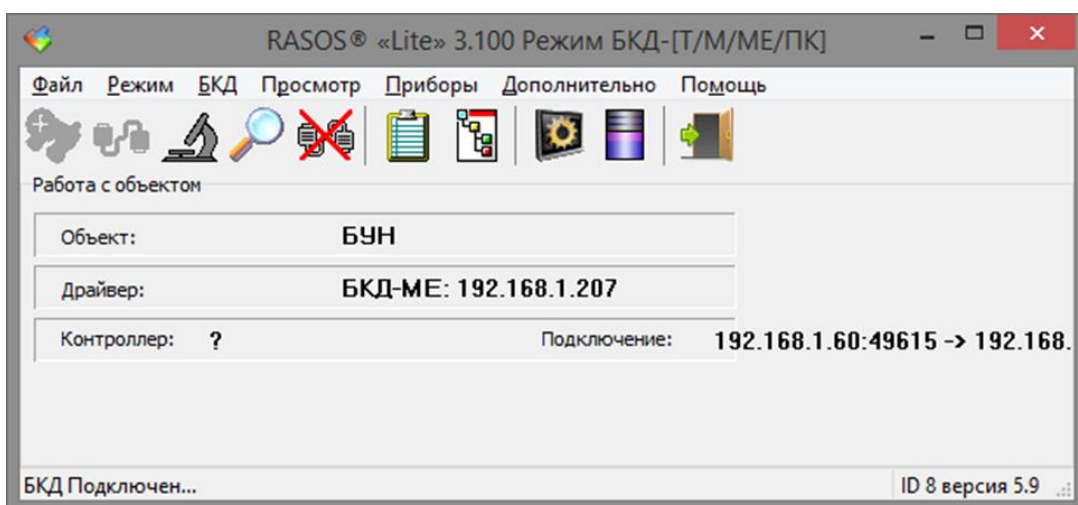 RASOS® «Lite» 3.100 Режим БКД-[Т/М/МЕ/ПК]
Файл Режим БКД Просмотр Приборы Дополнительно Помощь
Работа с объектом
Объект: БУН
Драйвер: БКД-МЕ: 192.168.1.207
Контроллер: ? Подключение: 192.168.1.60:49615 -> 192.168.
БКД Подключен... ID 8 версия 5.9